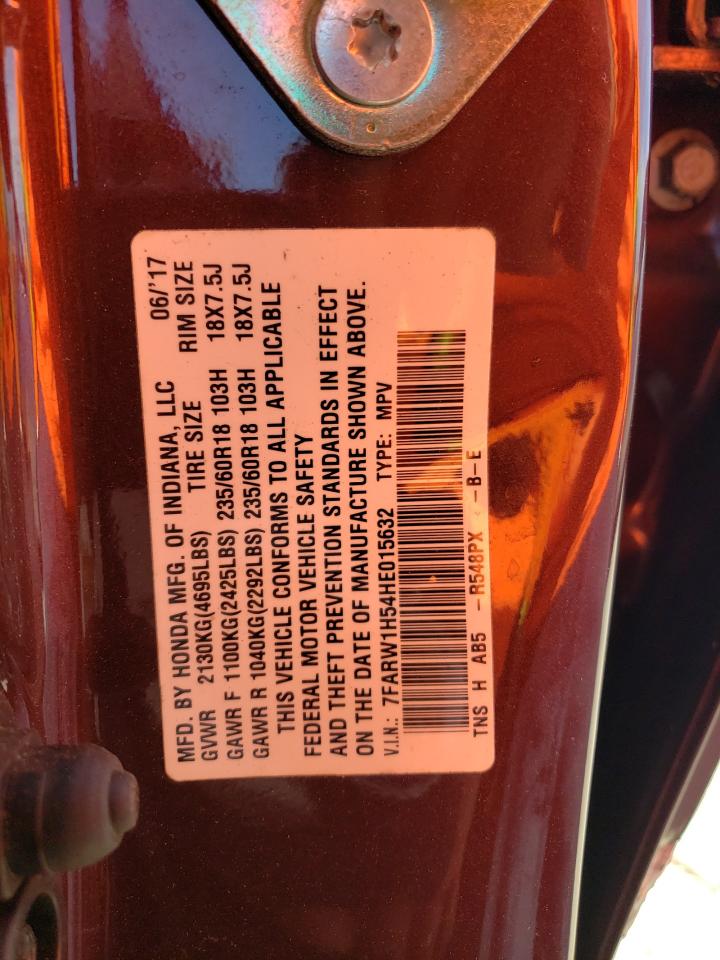 MFD. BY HONDA MFG. OF INDIANA, LLC 06/'17
GVWR 2130KG(4695LBS) TIRE SIZE RIM SIZE
GAWR F 1100KG(2425LBS) 235/60R18 103H 18X7.5J
GAWR R 1040KG(2292LBS) 235/60R18 103H 18X7.5J
THIS VEHICLE CONFORMS TO ALL APPLICABLE
FEDERAL MOTOR VEHICLE SAFETY
AND THEFT PREVENTION STANDARDS IN EFFECT
ON THE DATE OF MANUFACTURE SHOWN ABOVE.
V.I.N.: 7FARW1H54HE015632 TYPE: MPV
TNS H AB5 -R548PX -B-E